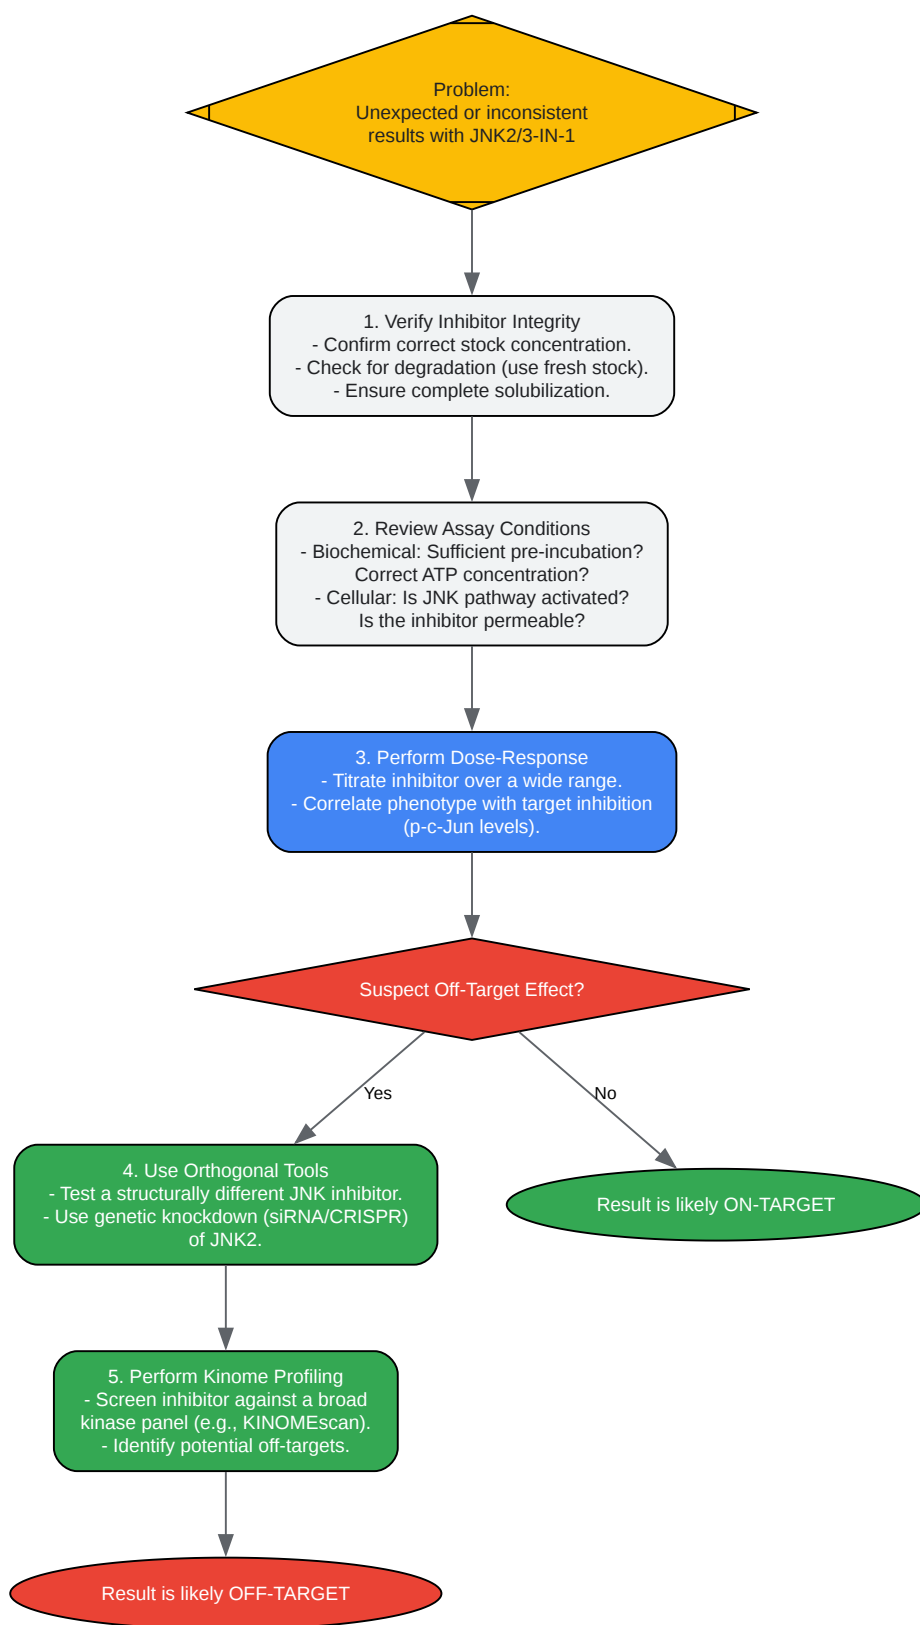 Problem:
Unexpected or inconsistent
results with JNK2/3-IN-1
1. Verify Inhibitor Integrity
- Confirm correct stock concentration.
- Check for degradation (use fresh stock).
- Ensure complete solubilization.
2. Review Assay Conditions
- Biochemical: Sufficient pre-incubation?
Correct ATP concentration?
- Cellular: Is JNK pathway activated?
Is the inhibitor permeable?
3. Perform Dose-Response
- Titrate inhibitor over a wide range.
- Correlate phenotype with target inhibition
(p-c-Jun levels).
Suspect Off-Target Effect?
Yes
No
4. Use Orthogonal Tools
- Test a structurally different JNK inhibitor.
- Use genetic knockdown (siRNA/CRISPR)
of JNK2.
Result is likely ON-TARGET
5. Perform Kinome Profiling
- Screen inhibitor against a broad
kinase panel (e.g., KINOMEscan).
- Identify potential off-targets.
Result is likely OFF-TARGET